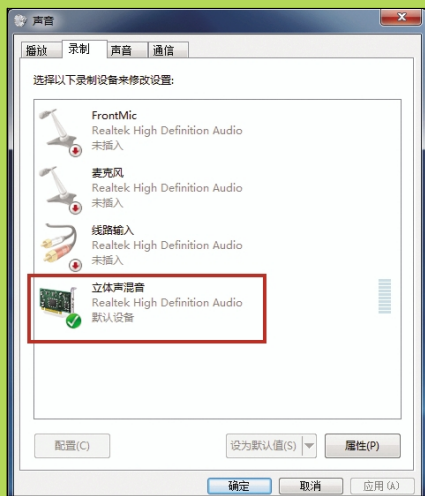 声音
播放 录制 声音 通信
选择以下录制设备来修改设置:
FrontMic
Realtek High Definition Audio
未插入
麦克风
Realtek High Definition Audio
未插入
线路输入
Realtek High Definition Audio
未插入
立体声混音
Realtek High Definition Audio
默认设备
配置(C) 设为默认值(S) 属性(P)
确定 取消 应用(A)